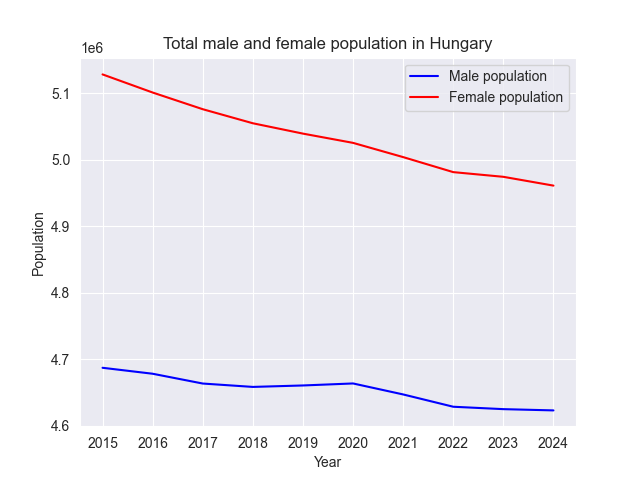 Total male and female population in Hungary
1e6
Male population
Female population
5.1
5.0
4.9
4.8
4.7
4.6
Population
2015 2016 2017 2018 2019 2020 2021 2022 2023 2024
Year